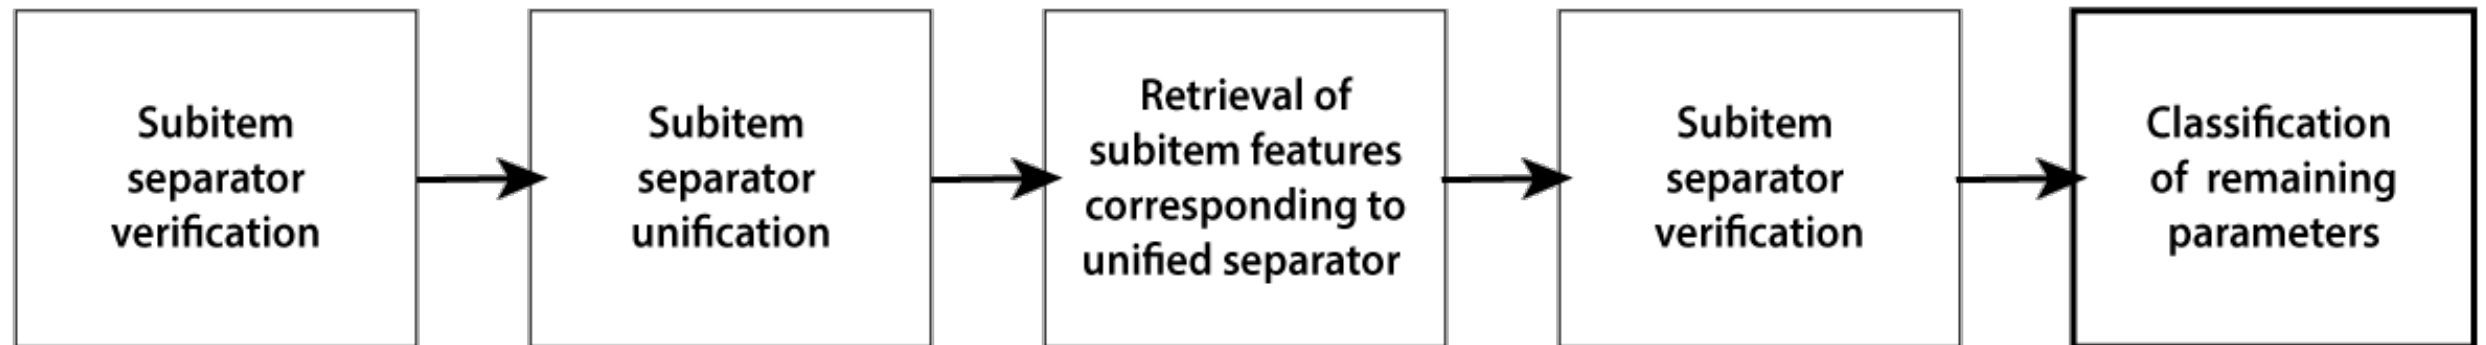 Subitem
separator
verification
Subitem
separator
unification
Retrieval of
subitem features
corresponding to
unified separator
Subitem
separator
verification
Classification
of remaining
parameters